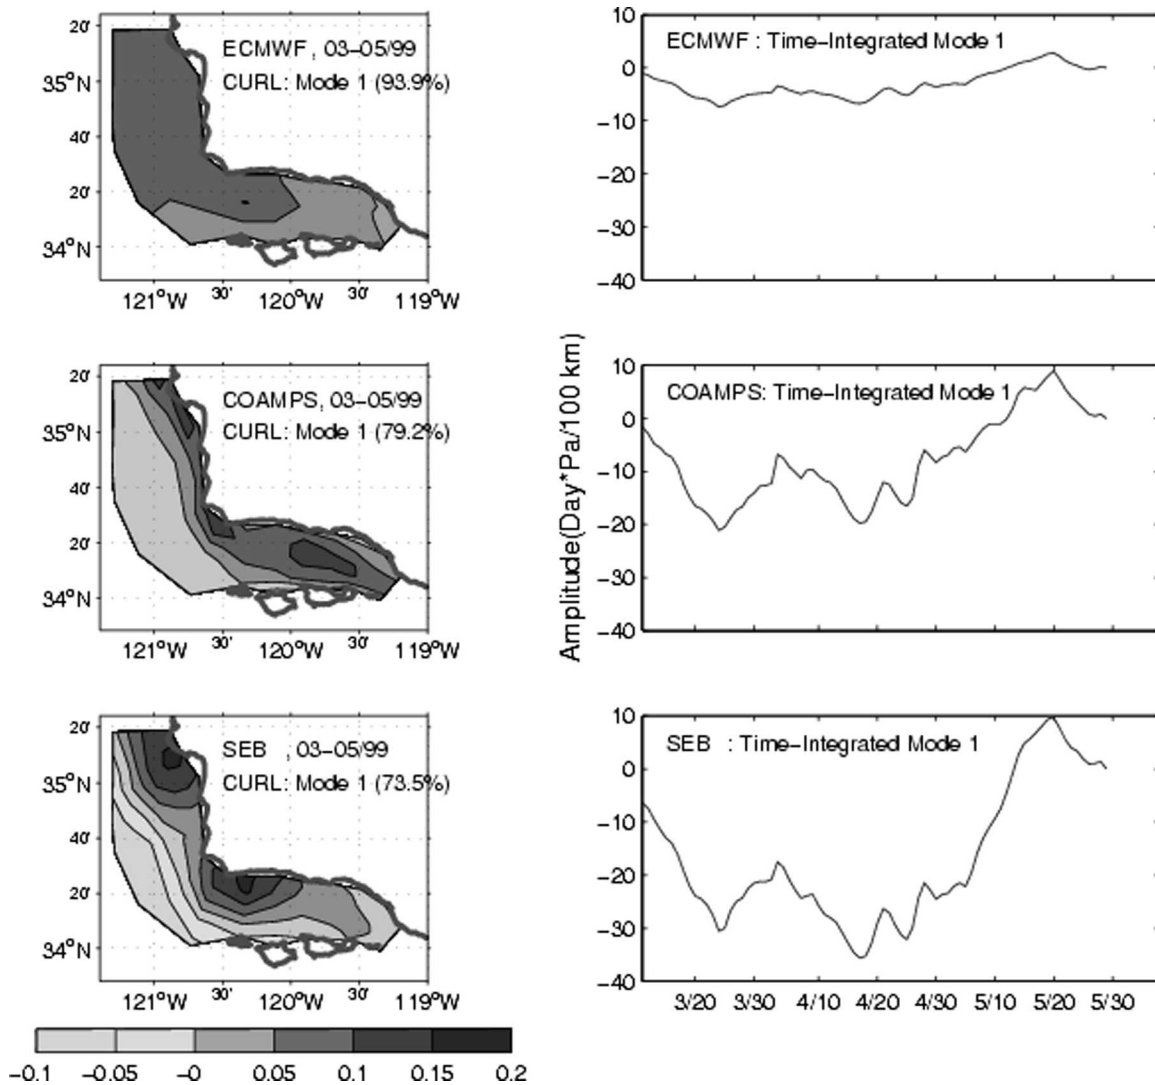 ECMWF , 03-05/99
CURL: Mode 1 (93.9%)
20'
35°N
40'
20'
34°N
121°W 30' 120°W 30' 119°W
ECMWF : Time-Integrated Mode 1
10
0
-10
-20
-30
-40
COAMPS, 03-05/99
CURL: Mode 1 (79.2%)
20'
35°N
40'
20'
34°N
121°W 30' 120°W 30' 119°W
Amplitude(Day*Pa/100 km)
COAMPS: Time-Integrated Mode 1
10
0
-10
-20
-30
-40
SEB , 03-05/99
CURL: Mode 1 (73.5%)
20'
35°N
40'
20'
34°N
121°W 30' 120°W 30' 119°W
SEB : Time-Integrated Mode 1
10
0
-10
-20
-30
-40
3/20 3/30 4/10 4/20 4/30 5/10 5/20 5/30
-0.1 -0.05 -0 0.05 0.1 0.15 0.2